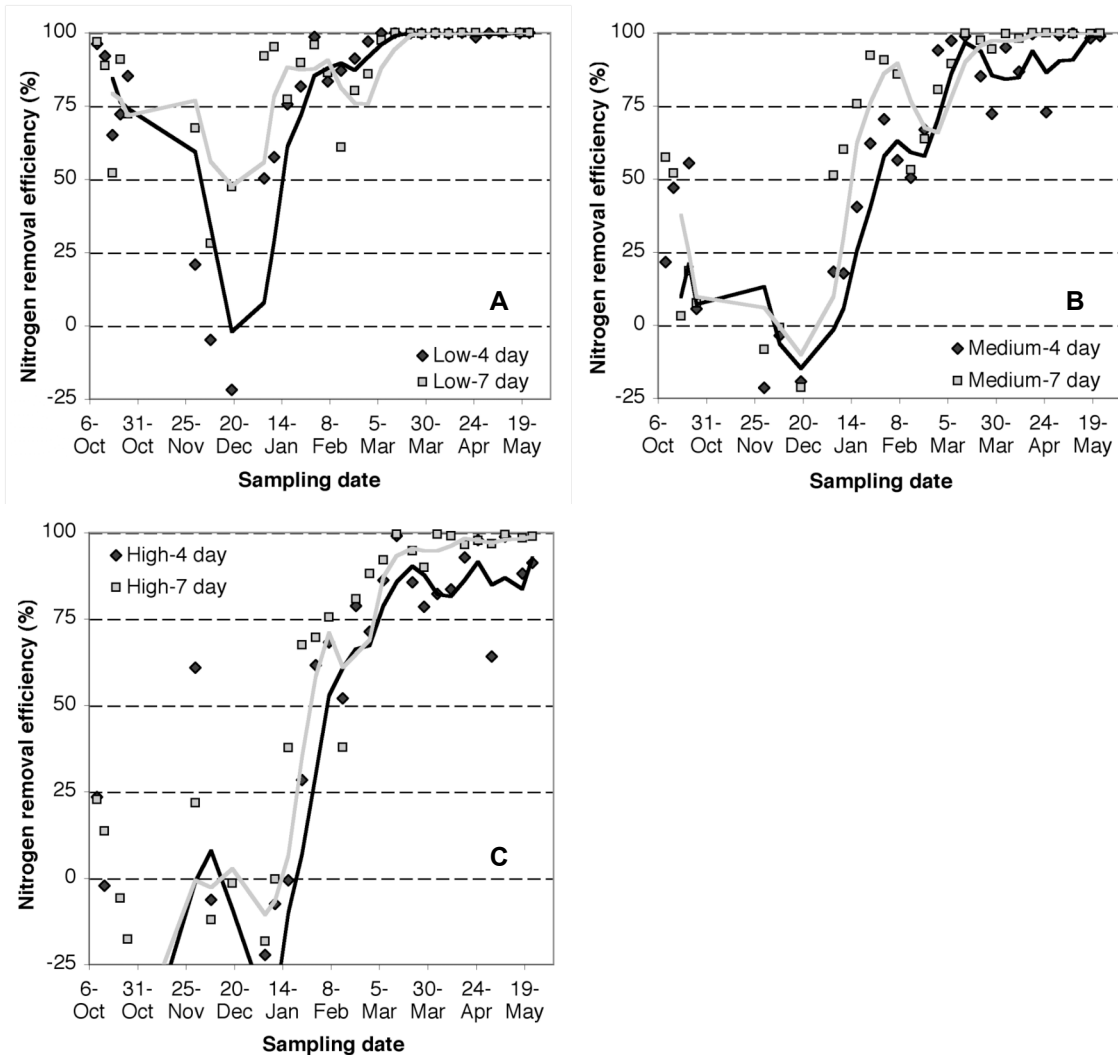 Nitrogen removal efficiency (%)
100
75
50
25
0
-25
A
Low-4 day
Low-7 day
6- 31- 25- 20- 14- 8- 5- 30- 24- 19-
Oct Oct Nov Dec Jan Feb Mar Mar Apr May
Sampling date
Nitrogen removal efficiency (%)
100
75
50
25
0
-25
B
Medium-4 day
Medium-7 day
6- 31- 25- 20- 14- 8- 5- 30- 24- 19-
Oct Oct Nov Dec Jan Feb Mar Mar Apr May
Sampling date
Nitrogen removal efficiency (%)
100
75
50
25
0
-25
High-4 day
High-7 day
C
6- 31- 25- 20- 14- 8- 5- 30- 24- 19-
Oct Oct Nov Dec Jan Feb Mar Mar Apr May
Sampling date